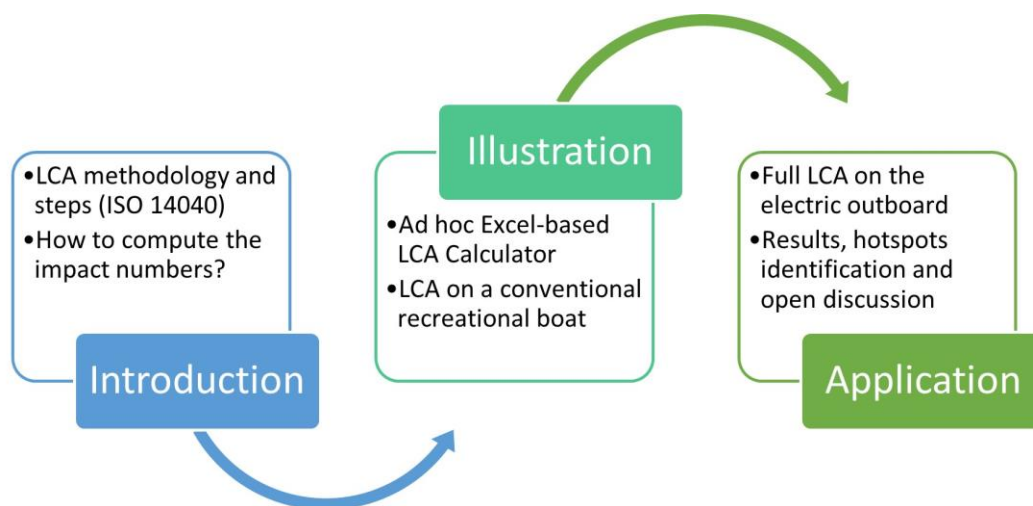 •LCA methodology and
steps (ISO 14040)
•How to compute the
impact numbers?
Introduction
Illustration
•Ad hoc Excel-based
LCA Calculator
•LCA on a conventional
recreational boat
•Full LCA on the
electric outboard
•Results, hotspots
identification and
open discussion
Application